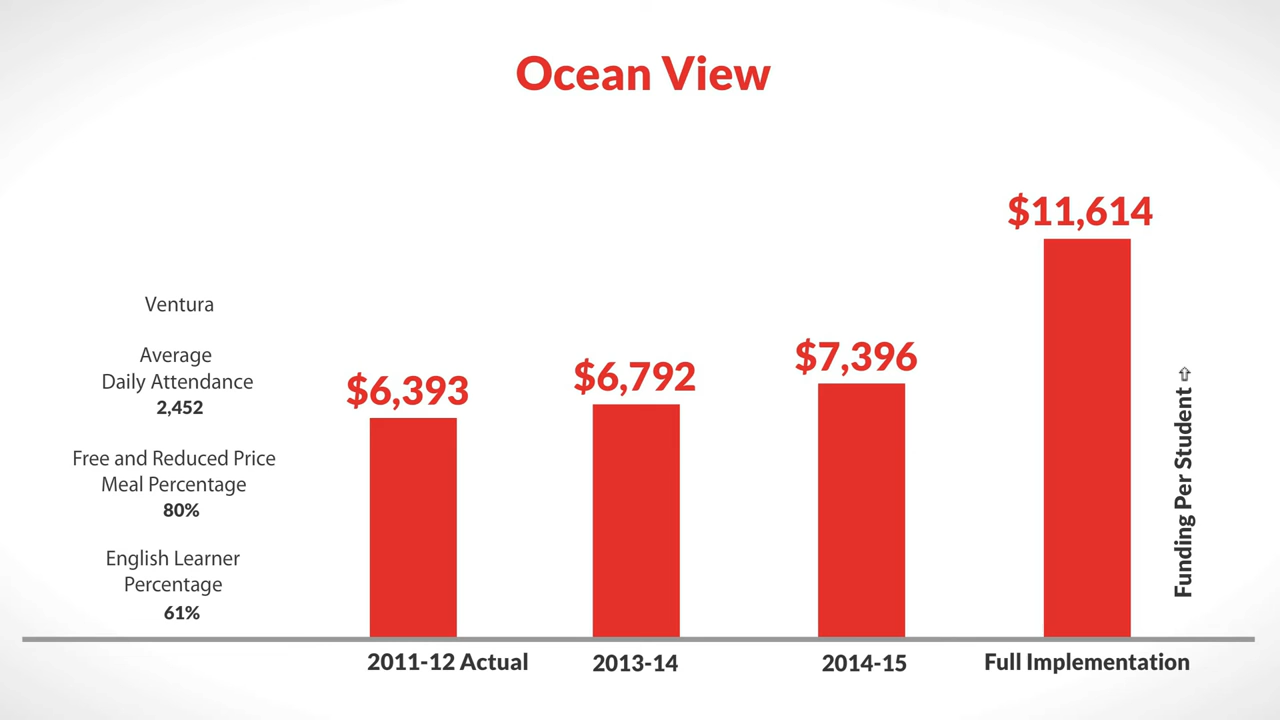 Ocean View
Ventura
Average
Daily Attendance
2,452
Free and Reduced Price
Meal Percentage
80%
English Learner
Percentage
61%
$6,393
$6,792
$7,396
$11,614
2011-12 Actual
2013-14
2014-15
Full Implementation
Funding Per Student ⇨